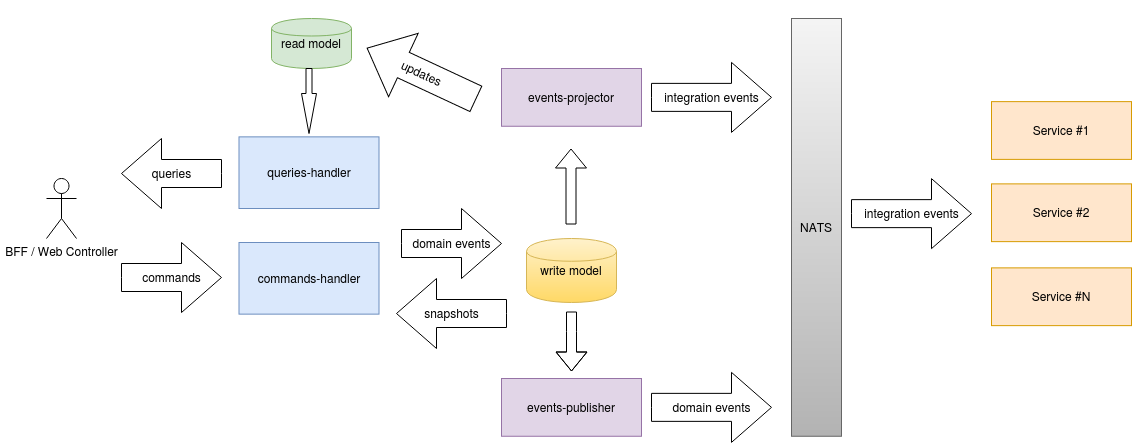 read model
updates
events-projector
integration events
Service #1
queries
queries-handler
BFF / Web Controller
domain events
NATS
integration events
Service #2
commands
commands-handler
write model
snapshots
Service #N
events-publisher
domain events